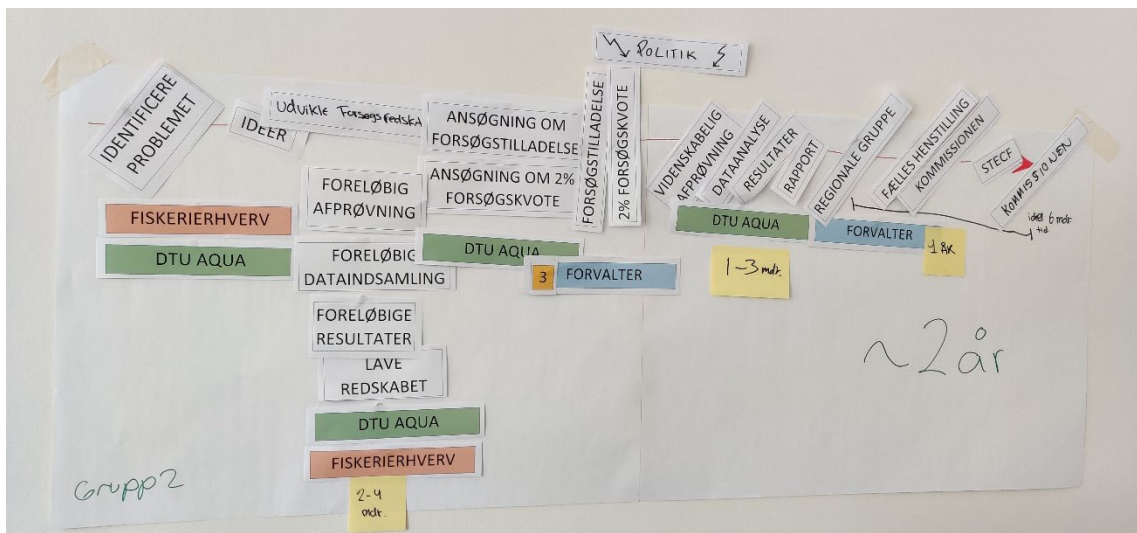 POLITIK
IDENTIFICERE
PROBLEMET
FISKERIERHVERV
DTU AQUA
IDEER
Udvikle Forsøgsredskab
FORELØBIG
AFPRØVNING
FORELØBIG
DATAINDSAMLING
FORELØBIGE
RESULTATER
LAVE
REDSKABET
DTU AQUA
FISKERIERHVERV
2-4
mdr.
ANSØGNING OM
FORSØGSTILLADELSE
ANSØGNING OM 2%
FORSØGSKVOTE
DTU AQUA
FORSØGSTILLADELSE
2% FORSØGSKVOTE
3
FORVALTER
VIDENSKABELIG
AFPRØVNING
DATAANALYSE
RESULTATER
RAPPORT
DTU AQUA
1-3 mdr.
REGIONALE GRUPPE
FÆLLES HENSTILLING
KOMMISSIONEN
FORVALTER
1 ÅR
STECF
KOMMISSIONEN
6 mdr
tid
~2 år
Grupp 2